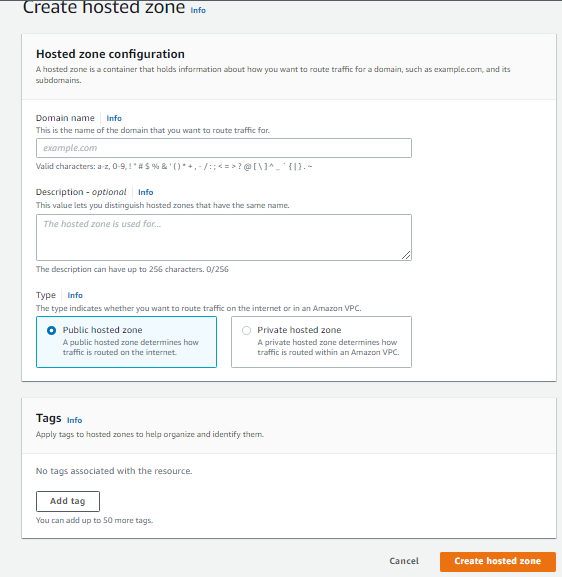 Create hosted zone Info
Hosted zone configuration
A hosted zone is a container that holds information about how you want to route traffic for a domain, such as example.com, and its
subdomains.
Domain name Info
This is the name of the domain that you want to route traffic for.
example.com
Valid characters: a-z, 0-9, ! " # $ % & ' ( ) * + , - / : ; < = > ? @ [ \ ] ^ _ ` { | } . ~
Description - optional Info
This value lets you distinguish hosted zones that have the same name.
The hosted zone is used for...
The description can have up to 256 characters. 0/256
Type Info
The type indicates whether you want to route traffic on the internet or in an Amazon VPC.
Public hosted zone
A public hosted zone determines how
traffic is routed on the internet.
Private hosted zone
A private hosted zone determines how
traffic is routed within an Amazon VPC.
Tags Info
Apply tags to hosted zones to help organize and identify them.
No tags associated with the resource.
Add tag
You can add up to 50 more tags.
Cancel
Create hosted zone